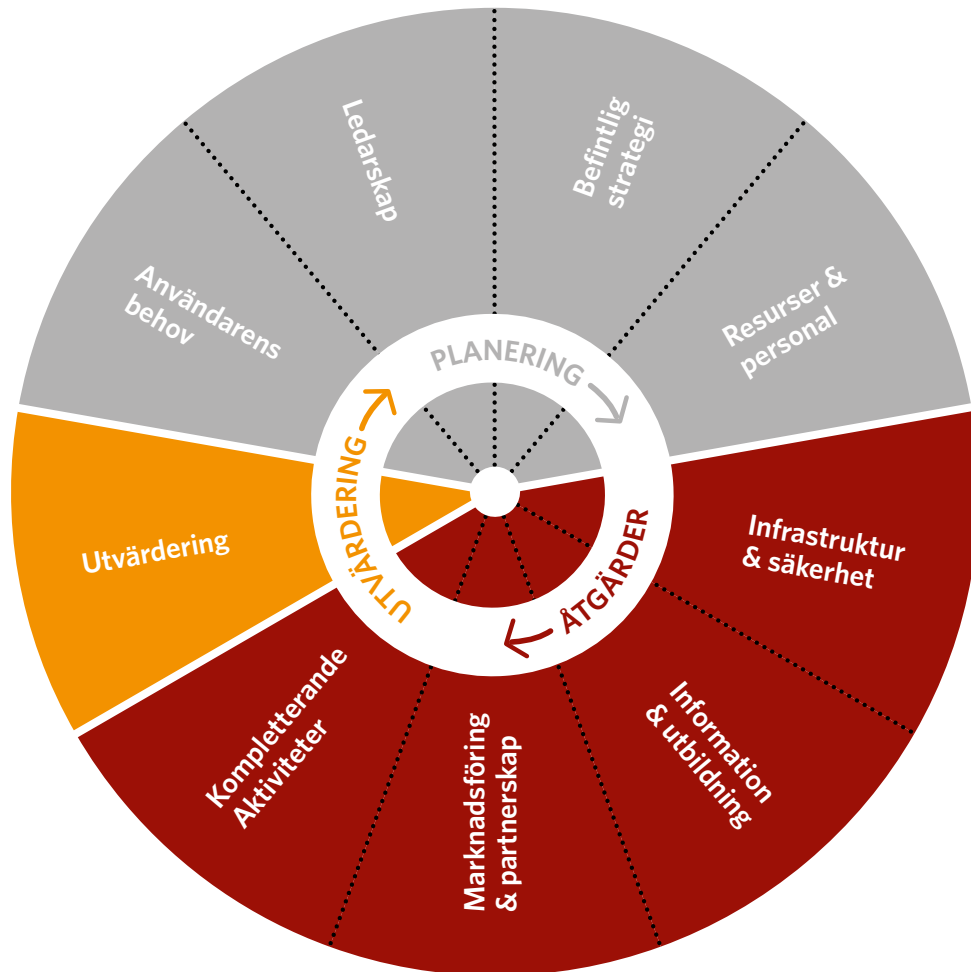 Ledarskap
Befintlig
strategi
Användarens
behov
Resurser &
personal
PLANERING
UTVÄRDERING
ÅTGÄRDER
Utvärdering
Infrastruktur
& säkerhet
Kompletterande
Aktiviteter
Marknadsföring
& partnerskap
Information
& utbildning